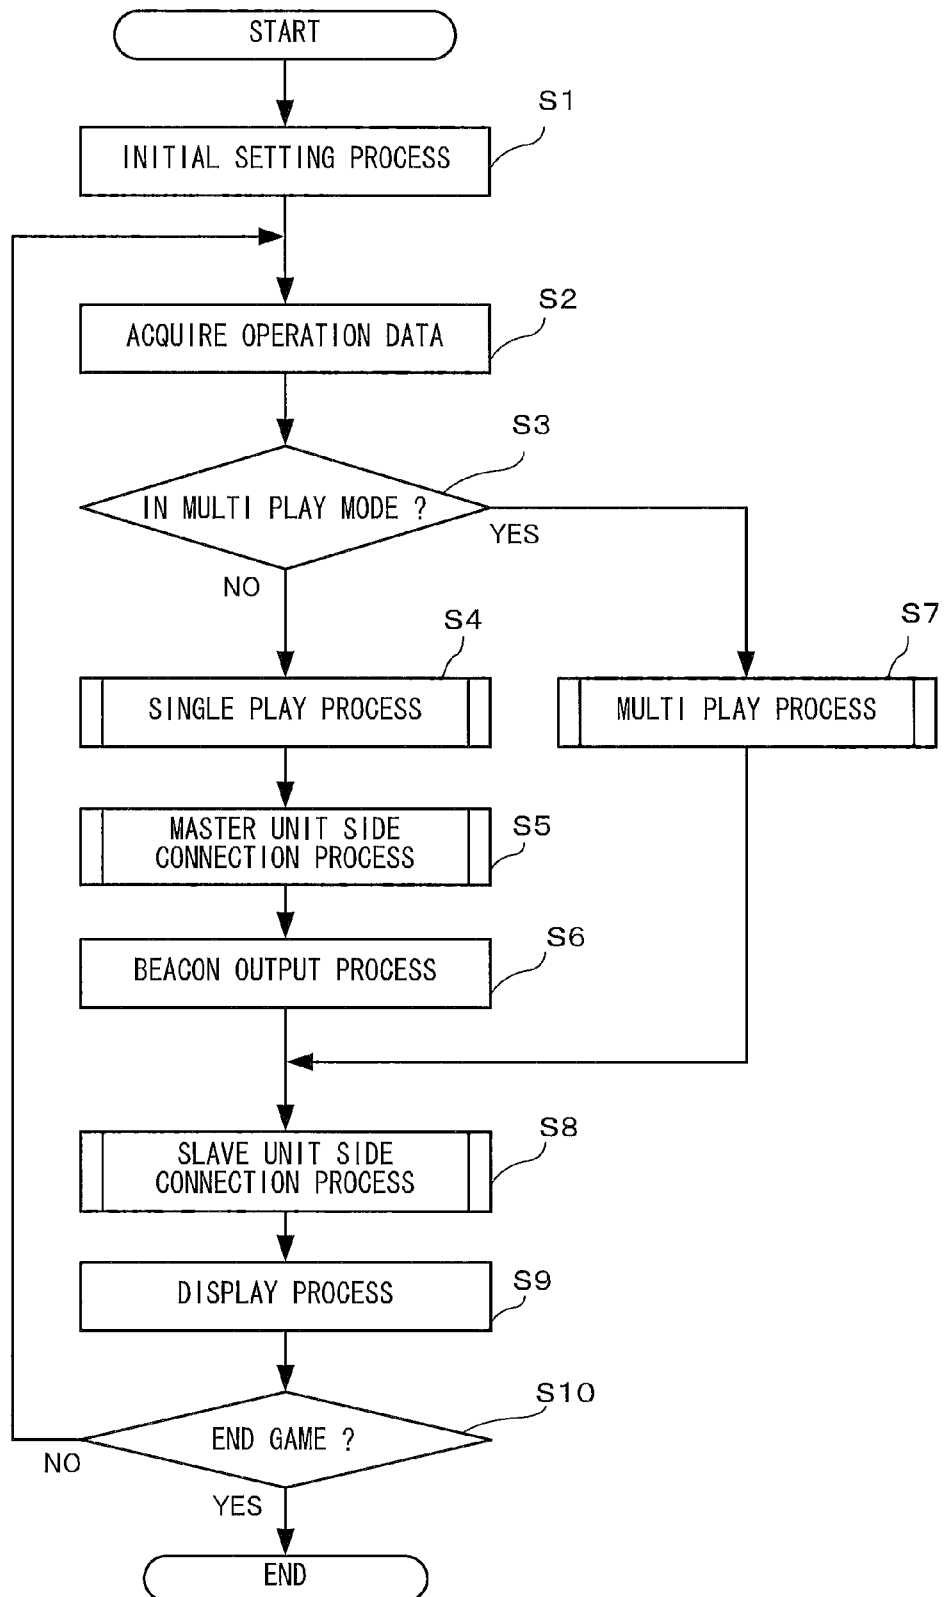 START
S1
INITIAL SETTING PROCESS
S2
ACQUIRE OPERATION DATA
S3
IN MULTI PLAY MODE ?
YES
NO
S4
S7
SINGLE PLAY PROCESS
MULTI PLAY PROCESS
MASTER UNIT SIDE
CONNECTION PROCESS
S5
S6
BEACON OUTPUT PROCESS
S8
SLAVE UNIT SIDE
CONNECTION PROCESS
S9
DISPLAY PROCESS
S10
END GAME ?
NO
YES
END